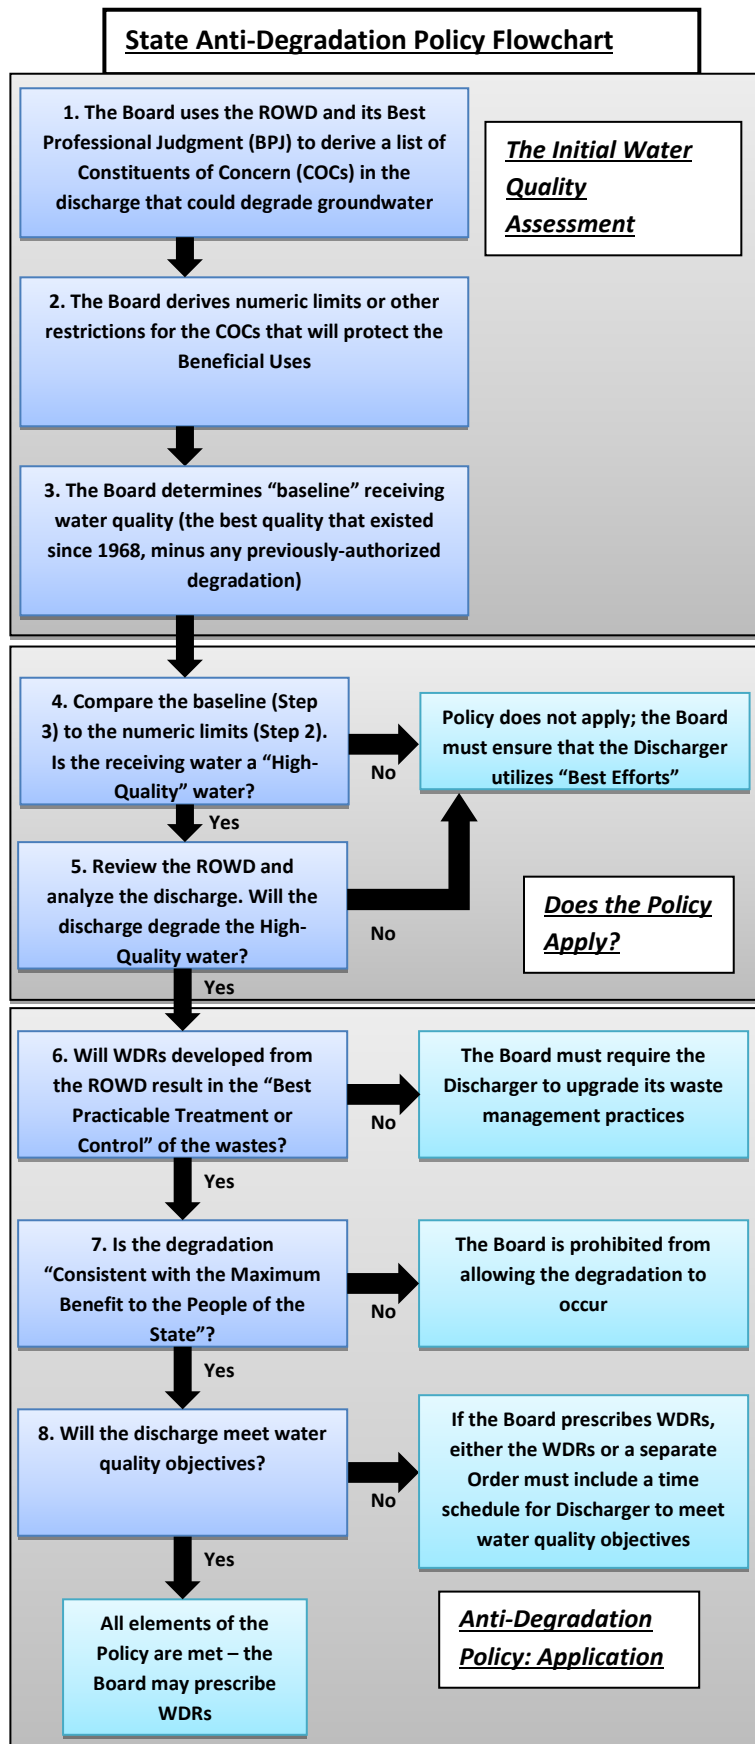 State Anti-Degradation Policy Flowchart
1. The Board uses the ROWD and its Best
Professional Judgment (BPJ) to derive a list of
Constituents of Concern (COCs) in the
discharge that could degrade groundwater
The Initial Water
Quality
Assessment
2. The Board derives numeric limits or other
restrictions for the COCs that will protect the
Beneficial Uses
3. The Board determines “baseline” receiving
water quality (the best quality that existed
since 1968, minus any previously-authorized
degradation)
4. Compare the baseline (Step
3) to the numeric limits (Step 2).
Is the receiving water a “High-
Quality” water?
No
Policy does not apply; the Board
must ensure that the Discharger
utilizes “Best Efforts”
Yes
5. Review the ROWD and
analyze the discharge. Will the
discharge degrade the High-
Quality water?
No
Does the Policy
Apply?
Yes
6. Will WDRs developed from
the ROWD result in the “Best
Practicable Treatment or
Control” of the wastes?
No
The Board must require the
Discharger to upgrade its waste
management practices
Yes
7. Is the degradation
“Consistent with the Maximum
Benefit to the People of the
State”?
No
The Board is prohibited from
allowing the degradation to
occur
Yes
8. Will the discharge meet water
quality objectives?
No
If the Board prescribes WDRs,
either the WDRs or a separate
Order must include a time
schedule for Discharger to meet
water quality objectives
Yes
All elements of the
Policy are met – the
Board may prescribe
WDRs
Anti-Degradation
Policy: Application